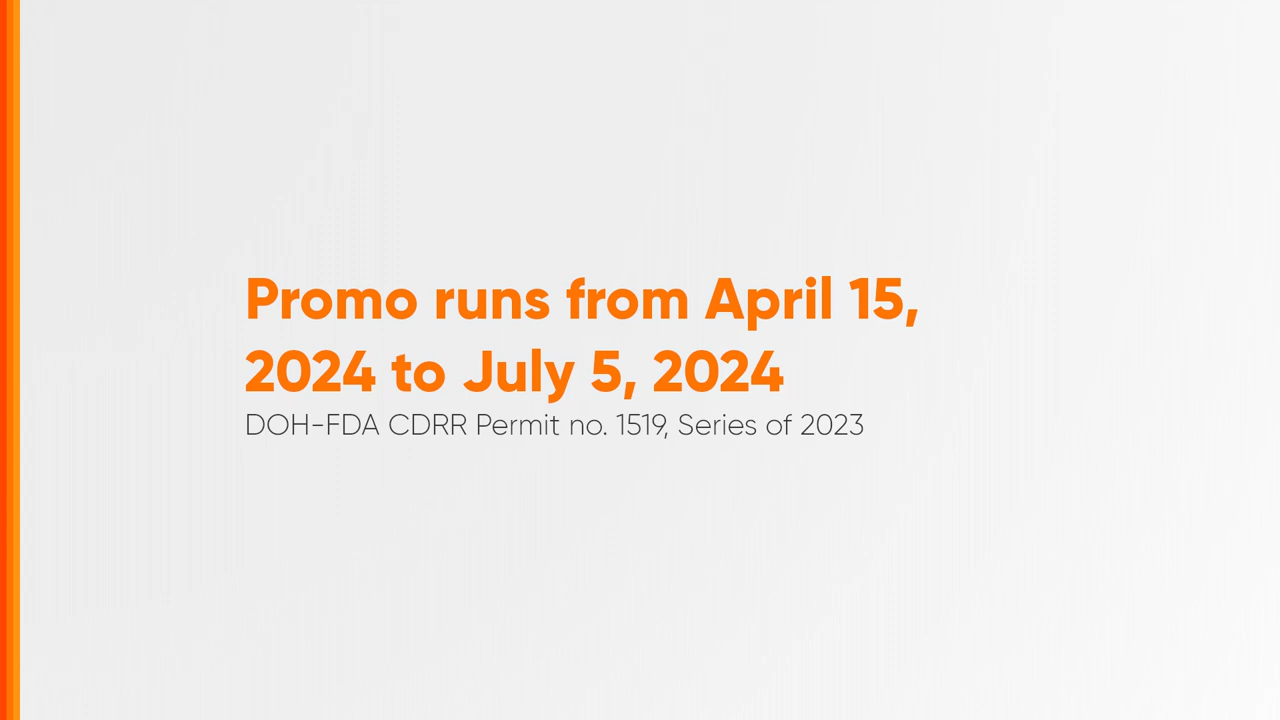 Promo runs from April 15,
2024 to July 5, 2024
DOH-FDA CDRR Permit no. 1519, Series of 2023